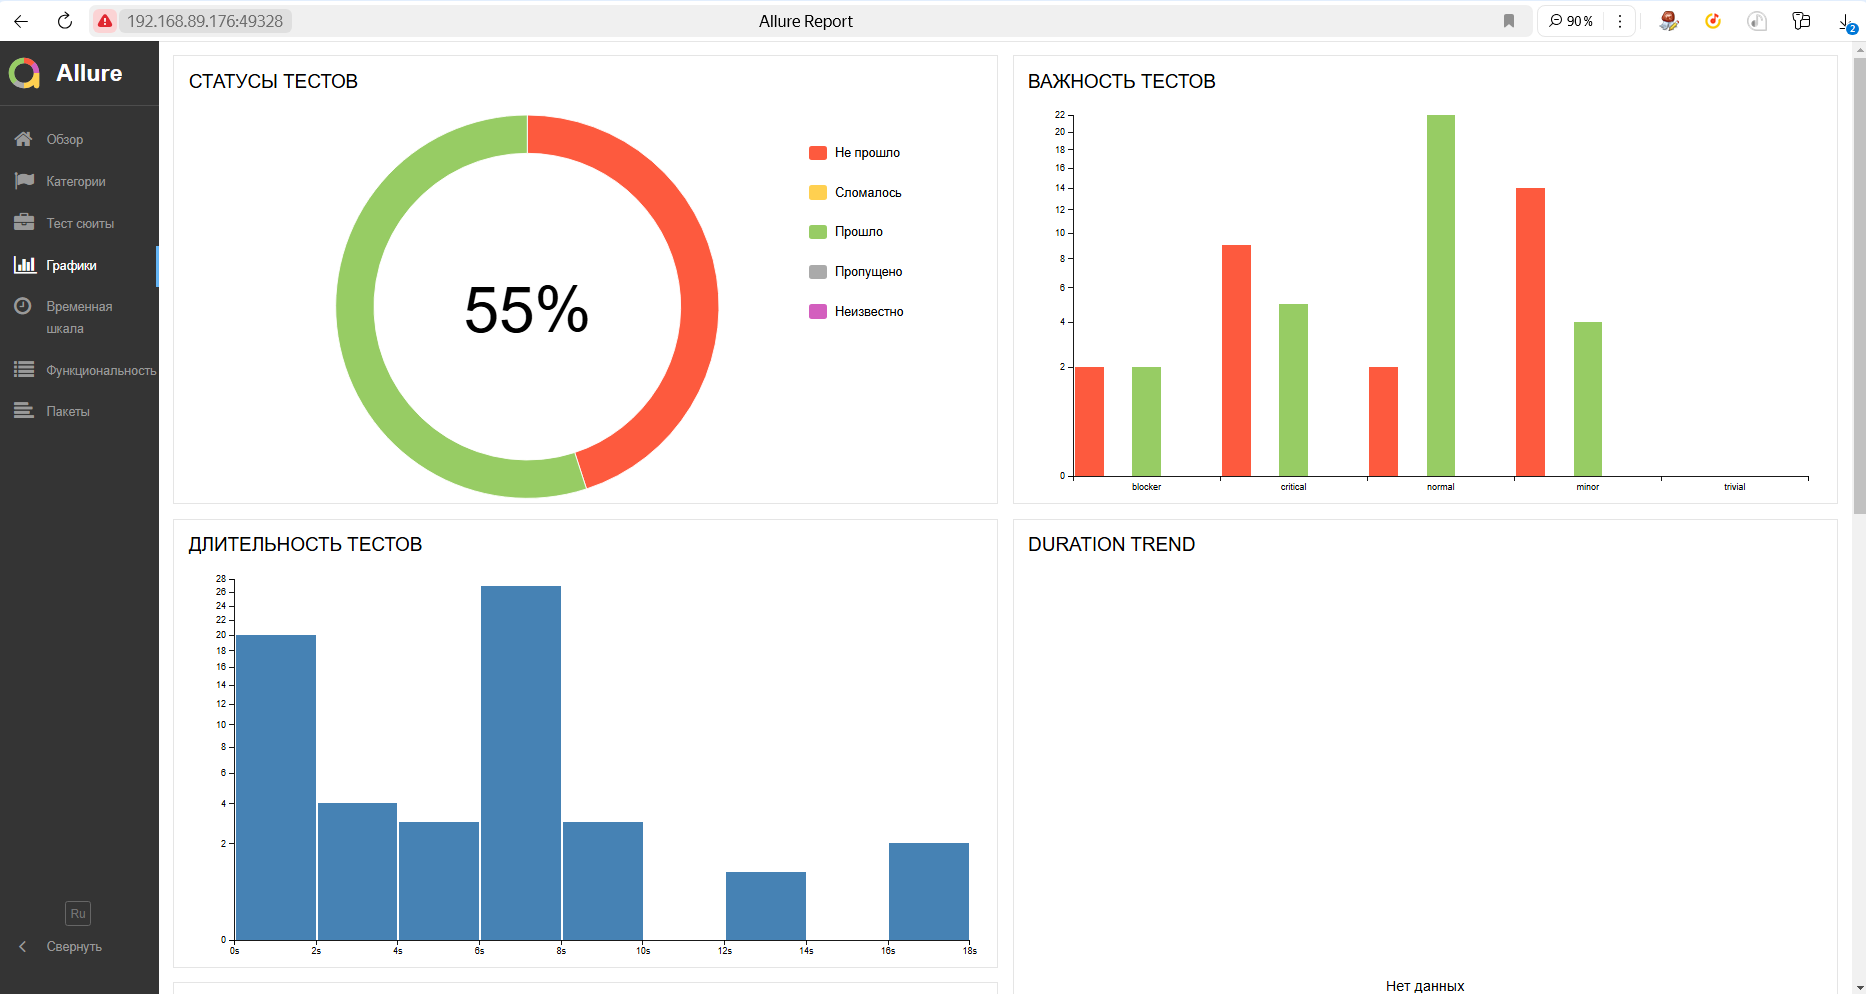 192.168.89.176:49328
Allure Report
90%
2
Allure
Обзор
Категории
Тест сюиты
Графики
Временная
шкала
Функциональность
Пакеты
Ru
Свернуть
СТАТУСЫ ТЕСТОВ
55%
Не прошло
Сломалось
Прошло
Пропущено
Неизвестно
ВАЖНОСТЬ ТЕСТОВ
22
20
18
16
14
12
10
8
6
4
2
0
blocker critical normal minor trivial
ДЛИТЕЛЬНОСТЬ ТЕСТОВ
28
26
24
22
20
18
16
14
12
10
8
6
4
2
0
0s 2s 4s 6s 8s 10s 12s 14s 16s 18s
DURATION TREND
Нет данных